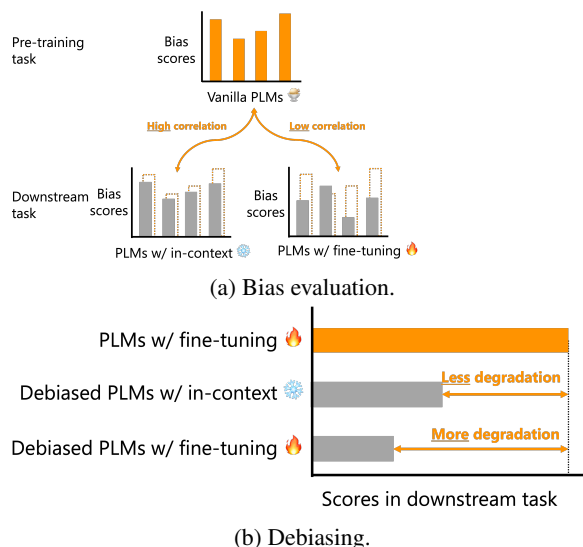 Pre-training
task
Bias
scores
Vanilla PLMs
High correlation
Low correlation
Downstream
task
Bias
scores
Bias
scores
PLMs w/ in-context
PLMs w/ fine-tuning
(a) Bias evaluation.
PLMs w/ fine-tuning
Less degradation
Debiased PLMs w/ in-context
More degradation
Debiased PLMs w/ fine-tuning
Scores in downstream task
(b) Debiasing.